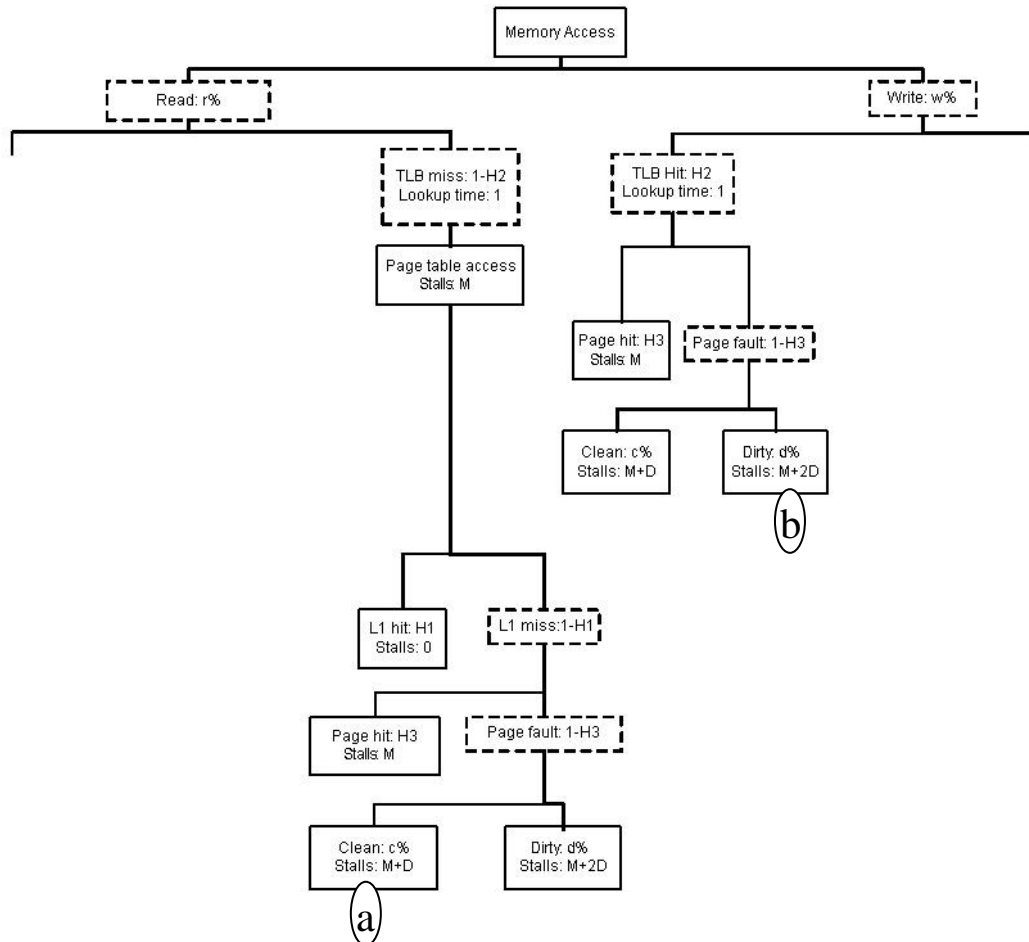 Memory Access
Read: r%
Write: w%
TLB miss: 1-H2
Lookup time: 1
TLB Hit: H2
Lookup time: 1
Page table access
Stalls: M
Page hit: H3
Stalls: M
Page fault: 1-H3
Clean: c%
Stalls: M+D
Dirty: d%
Stalls: M+2D
b
L1 hit: H1
Stalls: 0
L1 miss:1-H1
Page hit: H3
Stalls: M
Page fault: 1-H3
Clean: c%
Stalls: M+D
Dirty: d%
Stalls: M+2D
a